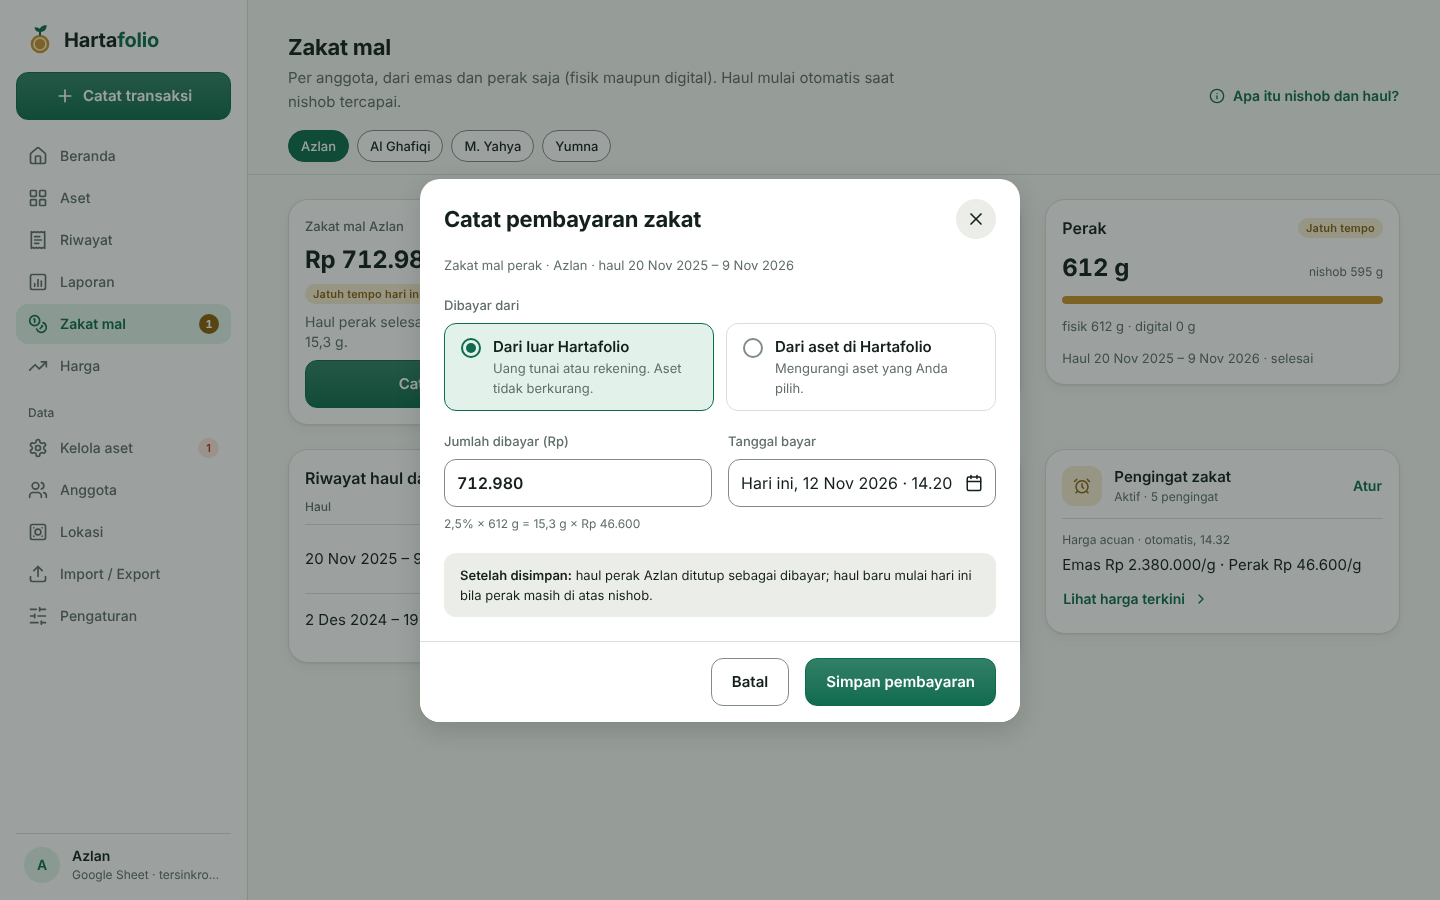 Hartafolio
Catat transaksi
Beranda
Aset
Riwayat
Laporan
Zakat mal
1
Harga
Data
Kelola aset
1
Anggota
Lokasi
Import / Export
Pengaturan
A
Azlan
Google Sheet · tersinkro...
Zakat mal
Per anggota, dari emas dan perak saja (fisik maupun digital). Haul mulai otomatis saat
nishob tercapai.
Apa itu nishob dan haul?
Azlan
Al Ghafiqi
M. Yahya
Yumna
Zakat mal Azlan
Rp 712.98
Jatuh tempo hari in
Haul perak selesa
15,3 g.
Cat
Riwayat haul da
Haul
20 Nov 2025 – 9
2 Des 2024 – 19
Catat pembayaran zakat
Zakat mal perak · Azlan · haul 20 Nov 2025 – 9 Nov 2026
Dibayar dari
Dari luar Hartafolio
Uang tunai atau rekening. Aset
tidak berkurang.
Dari aset di Hartafolio
Mengurangi aset yang Anda
pilih.
Jumlah dibayar (Rp)
712.980
2,5% × 612 g = 15,3 g × Rp 46.600
Tanggal bayar
Hari ini, 12 Nov 2026 · 14.20
Setelah disimpan: haul perak Azlan ditutup sebagai dibayar; haul baru mulai hari ini
bila perak masih di atas nishob.
Batal
Simpan pembayaran
Perak
Jatuh tempo
612 g
nishob 595 g
fisik 612 g · digital 0 g
Haul 20 Nov 2025 – 9 Nov 2026 · selesai
Pengingat zakat
Aktif · 5 pengingat
Atur
Harga acuan · otomatis, 14.32
Emas Rp 2.380.000/g · Perak Rp 46.600/g
Lihat harga terkini